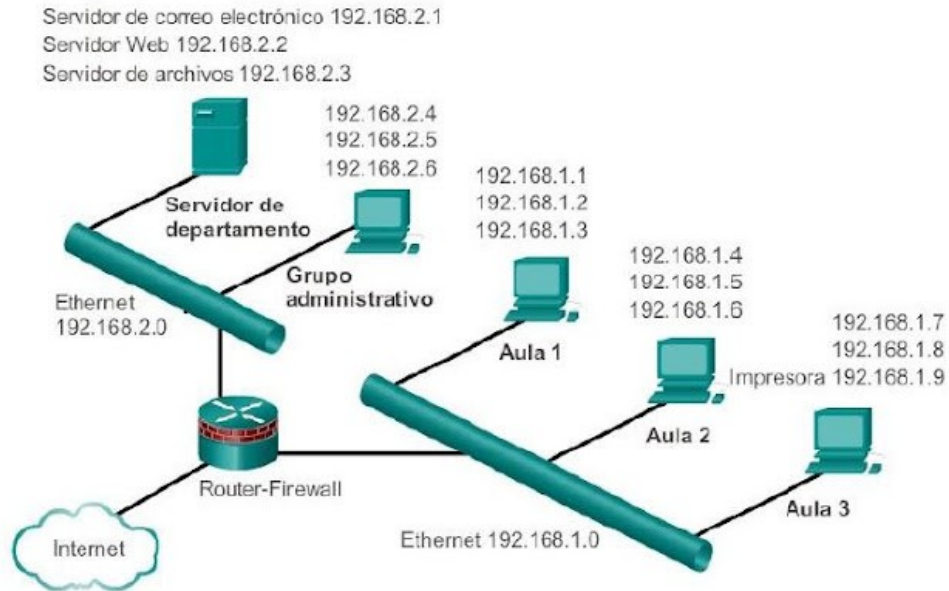 Servidor de correo electrónico 192.168.2.1
Servidor Web 192.168.2.2
Servidor de archivos 192.168.2.3
192.168.2.4
192.168.2.5
192.168.2.6
Servidor de
departamento
192.168.1.1
192.168.1.2
192.168.1.3
Grupo
administrativo
192.168.1.4
192.168.1.5
192.168.1.6
Ethernet
192.168.2.0
Aula 1
192.168.1.7
192.168.1.8
Impresora 192.168.1.9
Aula 2
Router-Firewall
Aula 3
Ethernet 192.168.1.0
Internet